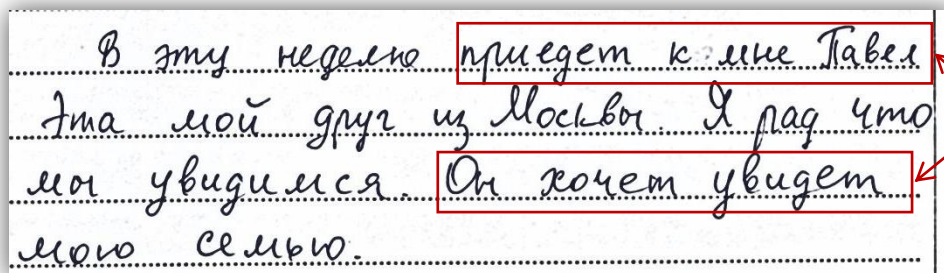 В эту неделю приедет к мне Павел
Эта мой друг из Москвы. Я рад что
мы увидимся. Он хочет увидет
мою семью.